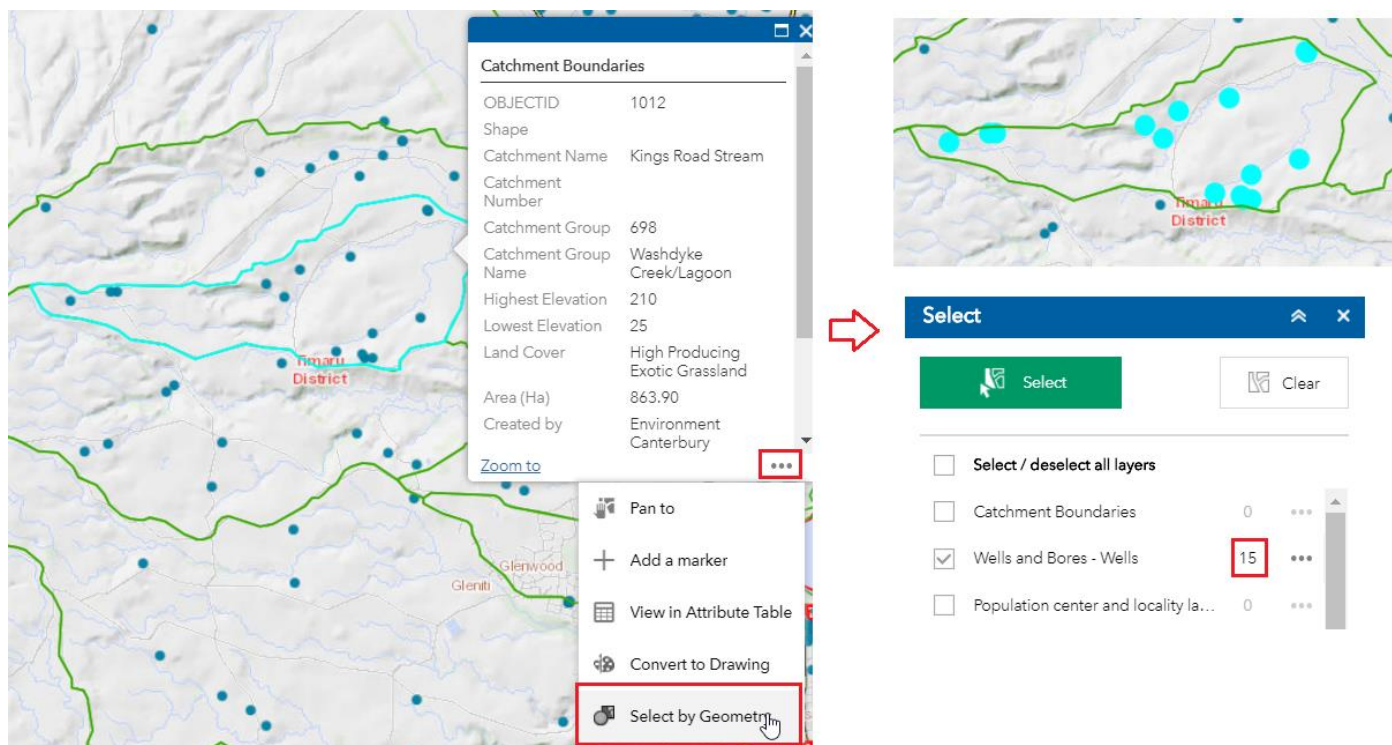 Catchment Boundaries
OBJECTID 1012
Shape
Catchment Name Kings Road Stream
Catchment
Number
Catchment Group 698
Catchment Group Washdyke
Name Creek/Lagoon
Highest Elevation 210
Lowest Elevation 25
Land Cover High Producing
Exotic Grassland
Area (Ha) 863.90
Created by Environment
Canterbury
Zoom to
Pan to
Add a marker
View in Attribute Table
Convert to Drawing
Select by Geometry
Timaru
District
Glenwood
Gleniti
Timaru
District
Select
Select Clear
Select / deselect all layers
Catchment Boundaries 0
Wells and Bores - Wells 15
Population center and locality la... 0